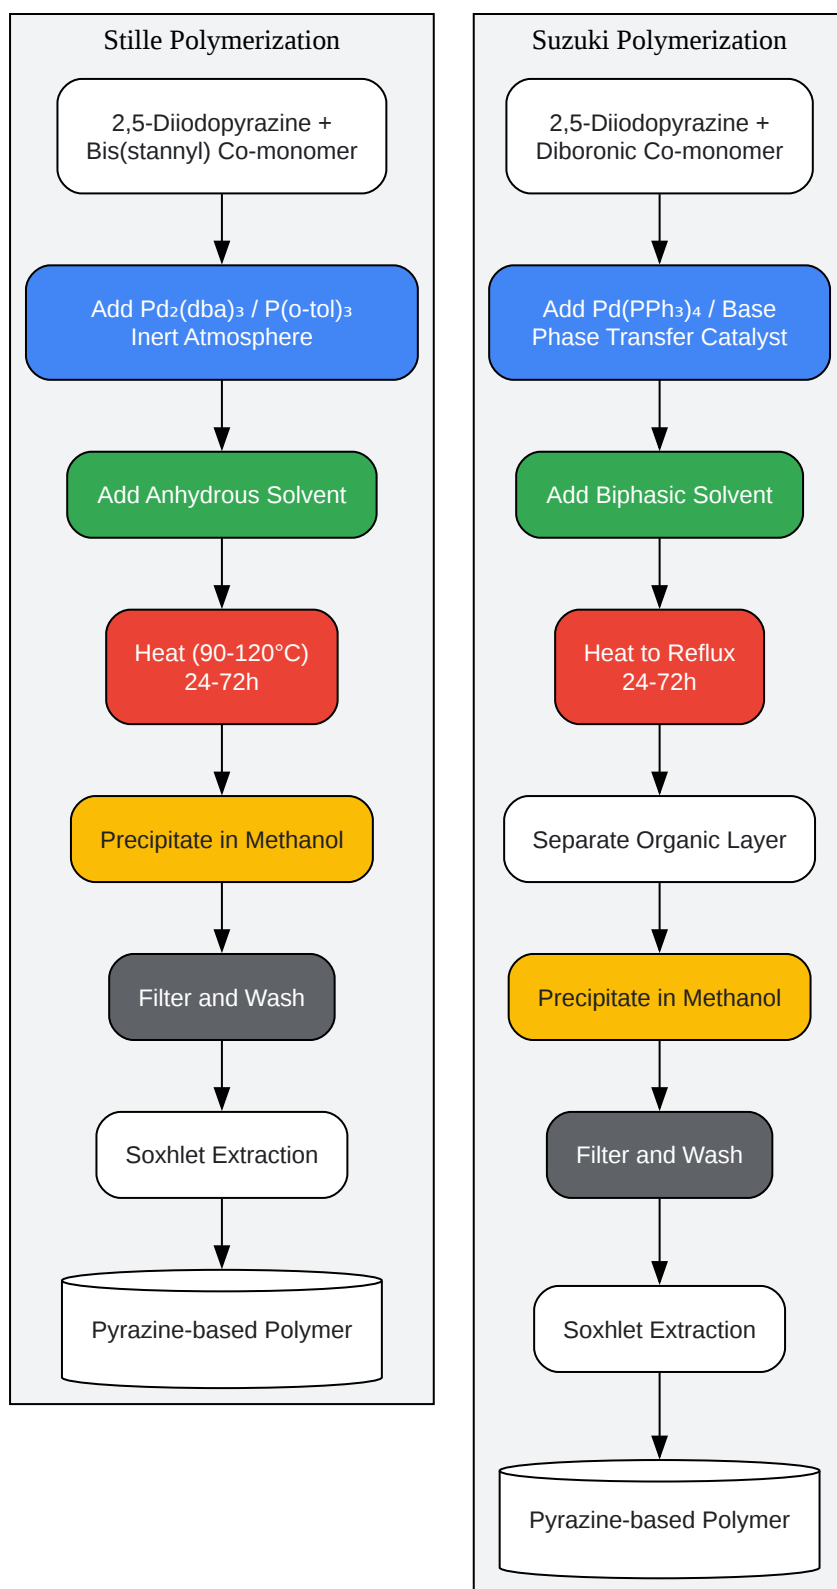 Stille Polymerization
2,5-Diiodopyrazine +
Bis(stannyl) Co-monomer
Add Pd₂(dba)₃ / P(o-tol)₃
Inert Atmosphere
Add Anhydrous Solvent
Heat (90-120°C)
24-72h
Precipitate in Methanol
Filter and Wash
Soxhlet Extraction
Pyrazine-based Polymer
Suzuki Polymerization
2,5-Diiodopyrazine +
Diboronic Co-monomer
Add Pd(PPh₃)₄ / Base
Phase Transfer Catalyst
Add Biphasic Solvent
Heat to Reflux
24-72h
Separate Organic Layer
Precipitate in Methanol
Filter and Wash
Soxhlet Extraction
Pyrazine-based Polymer